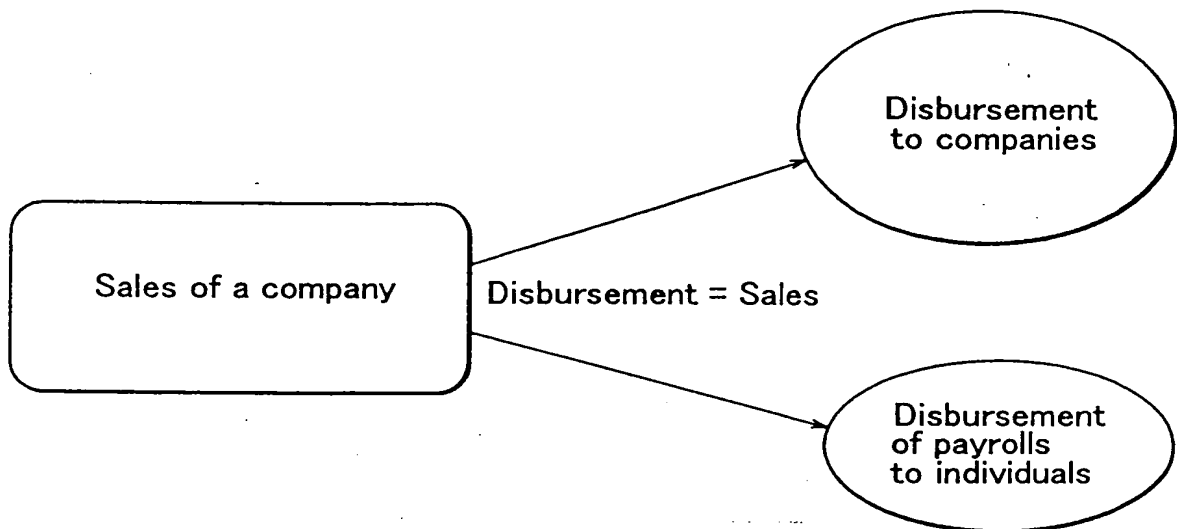 Disbursement
to companies
Sales of a company
Disbursement = Sales
Disbursement
of payrolls
to individuals